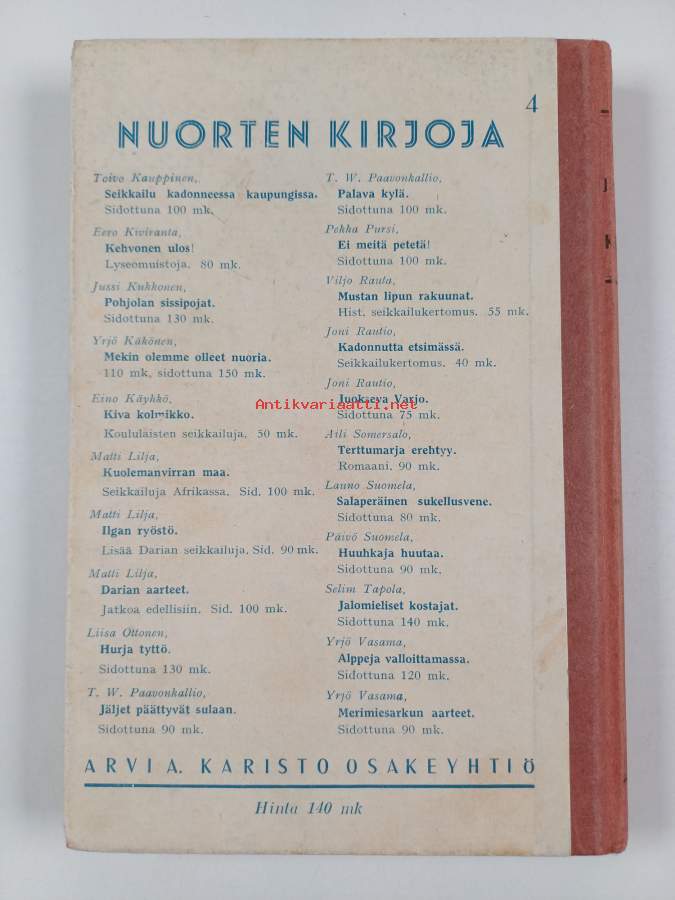 4
NUORTEN KIRJOJA
Toivo Kauppinen,
Seikkailu kadonneessa kaupungissa.
Sidottuna 100 mk.
Eero Kiviranta,
Kehvonen ulos!
Lyseomuistoja. 80 mk.
Jussi Kukkonen,
Pohjolan sissipojat.
Sidottuna 130 mk.
Yrjö Käkönen,
Mekin olemme olleet nuoria.
110 mk, sidottuna 150 mk.
Eino Käyhkö,
Kiva kolmikko.
Koululaisten seikkailuja. 50 mk.
Matti Lilja,
Kuolemanvirran maa.
Seikkailuja Afrikassa. Sid. 100 mk.
Matti Lilja,
Ilgan ryöstö.
Lisää Darian seikkailuja. Sid. 90 mk.
Matti Lilja,
Darian aarteet.
Jatkoa edellisiin. Sid. 100 mk.
Liisa Ottonen,
Hurja tyttö.
Sidottuna 130 mk.
T. W. Paavonkallio,
Jäljet päättyvät sulaan.
Sidottuna 90 mk.
T. W. Paavonkallio,
Palava kylä.
Sidottuna 100 mk.
Pekka Pursi,
Ei meitä petetä!
Sidottuna 100 mk.
Viljo Rauta,
Mustan lipun rakuunat.
Hist. seikkailukertomus. 55 mk.
Joni Rautio,
Kadonnutta etsimässä.
Seikkailukertomus. 40 mk.
Joni Rautio,
Juokseva Varjo.
Sidottuna 75 mk.
Aili Somersalo,
Terttumarja erehtyy.
Romaani. 90 mk.
Launo Suomela,
Salaperäinen sukellusvene.
Sidottuna 80 mk.
Päivö Suomela,
Huuhkaja huutaa.
Sidottuna 90 mk.
Selim Tapola,
Jalomieliset kostajat.
Sidottuna 140 mk.
Yrjö Vasama,
Alppeja valloittamassa.
Sidottuna 120 mk.
Yrjö Vasama,
Merimiesarkun aarteet.
Sidottuna 90 mk.
ARVI A. KARISTO OSAKEYHTIÖ
Hinta 140 mk
Antikvariaatti.net